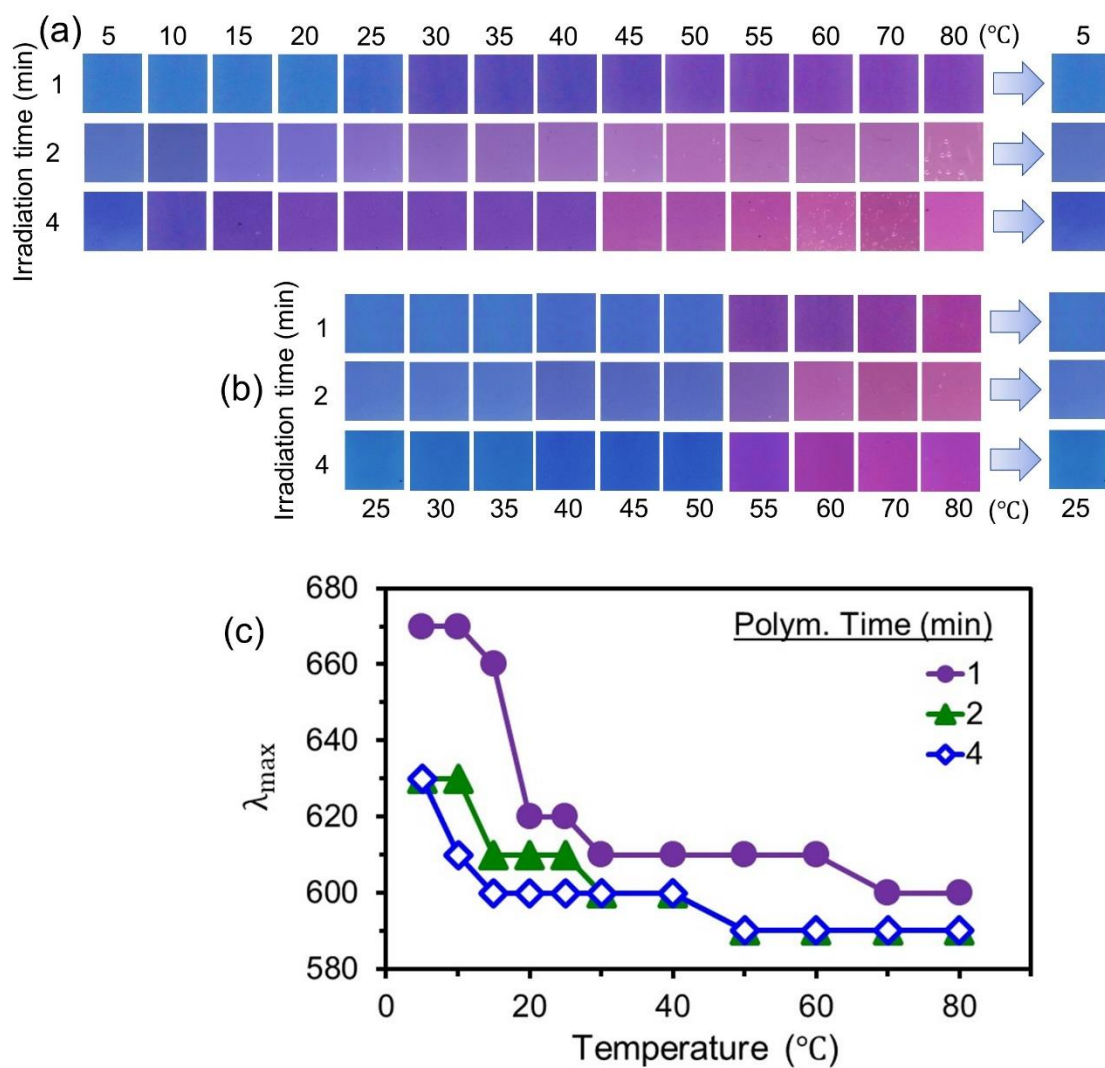 (a) 5 10 15 20 25 30 35 40 45 50 55 60 70 80 (℃) 5
Irradiation time (min)
1
2
4
(b)
Irradiation time (min)
1
2
4
25 30 35 40 45 50 55 60 70 80 (℃) 25
(c)
680
660
640
620
600
580
λmax
Polym. Time (min)
1
2
4
0 20 40 60 80
Temperature (℃)